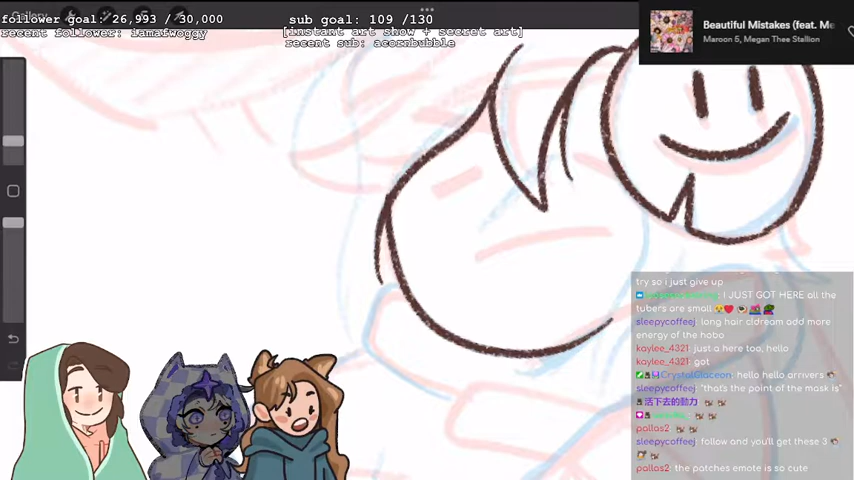 follower goal: 26,993 / 30,000
sub goal: 109 /130
recent follower: iamafwoggy
[instant art show + secret art]
recent sub: acornbubble
Beautiful Mistakes (feat. Me
Maroon 5, Megan Thee Stallion
try so i just give up
: I JUST GOT HERE all the
tubers are small
sleepycoffeej: long hair cldream add more
energy of the hobo
kaylee_4321: just a here too, hello
kaylee_4321: got
CrystalGlaceon: hello hello arrivers
sleepycoffeej: "that's the point of the mask is"
活下去的動力:
pallas2:
sleepycoffeej: follow and you'll get these 3
pallas2: the patches emote is so cute